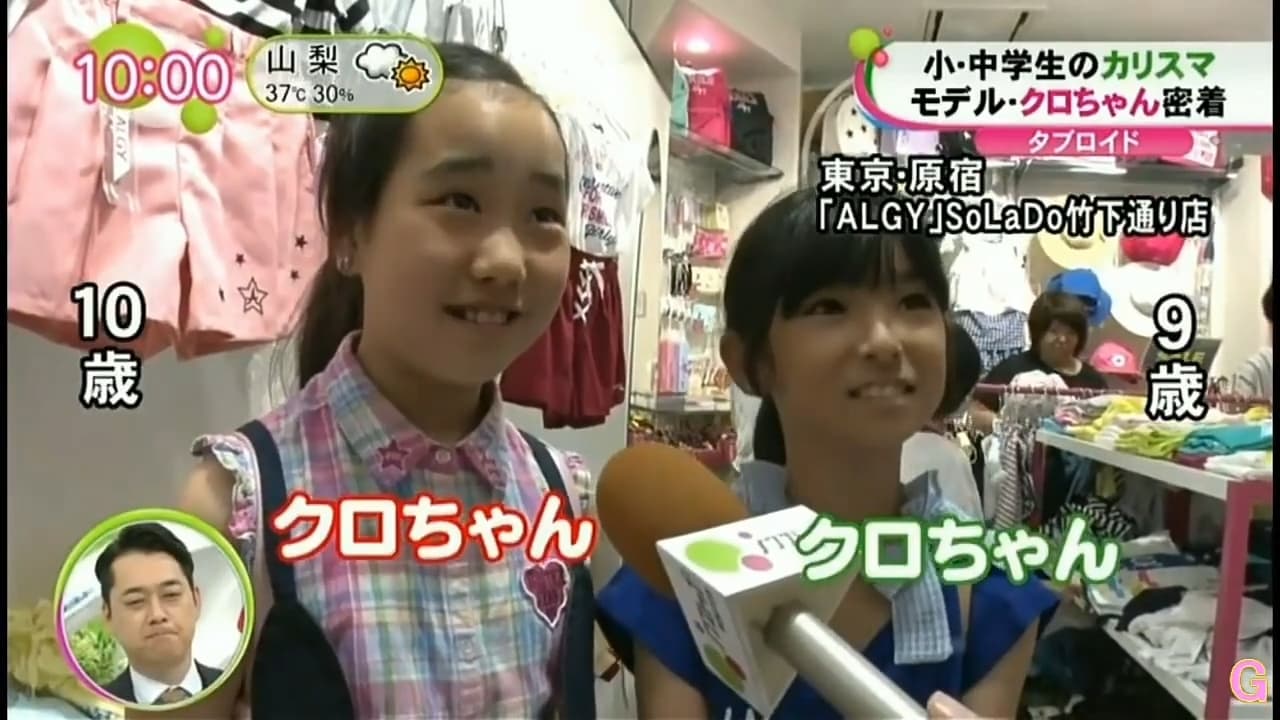 10:00
山梨
37℃ 30%
小・中学生のカリスマ
モデル・クロちゃん密着
タブロイド
東京・原宿
「ALGY」SoLaDo竹下通り店
ALGY
10歳
9歳
クロちゃん
クロちゃん
G